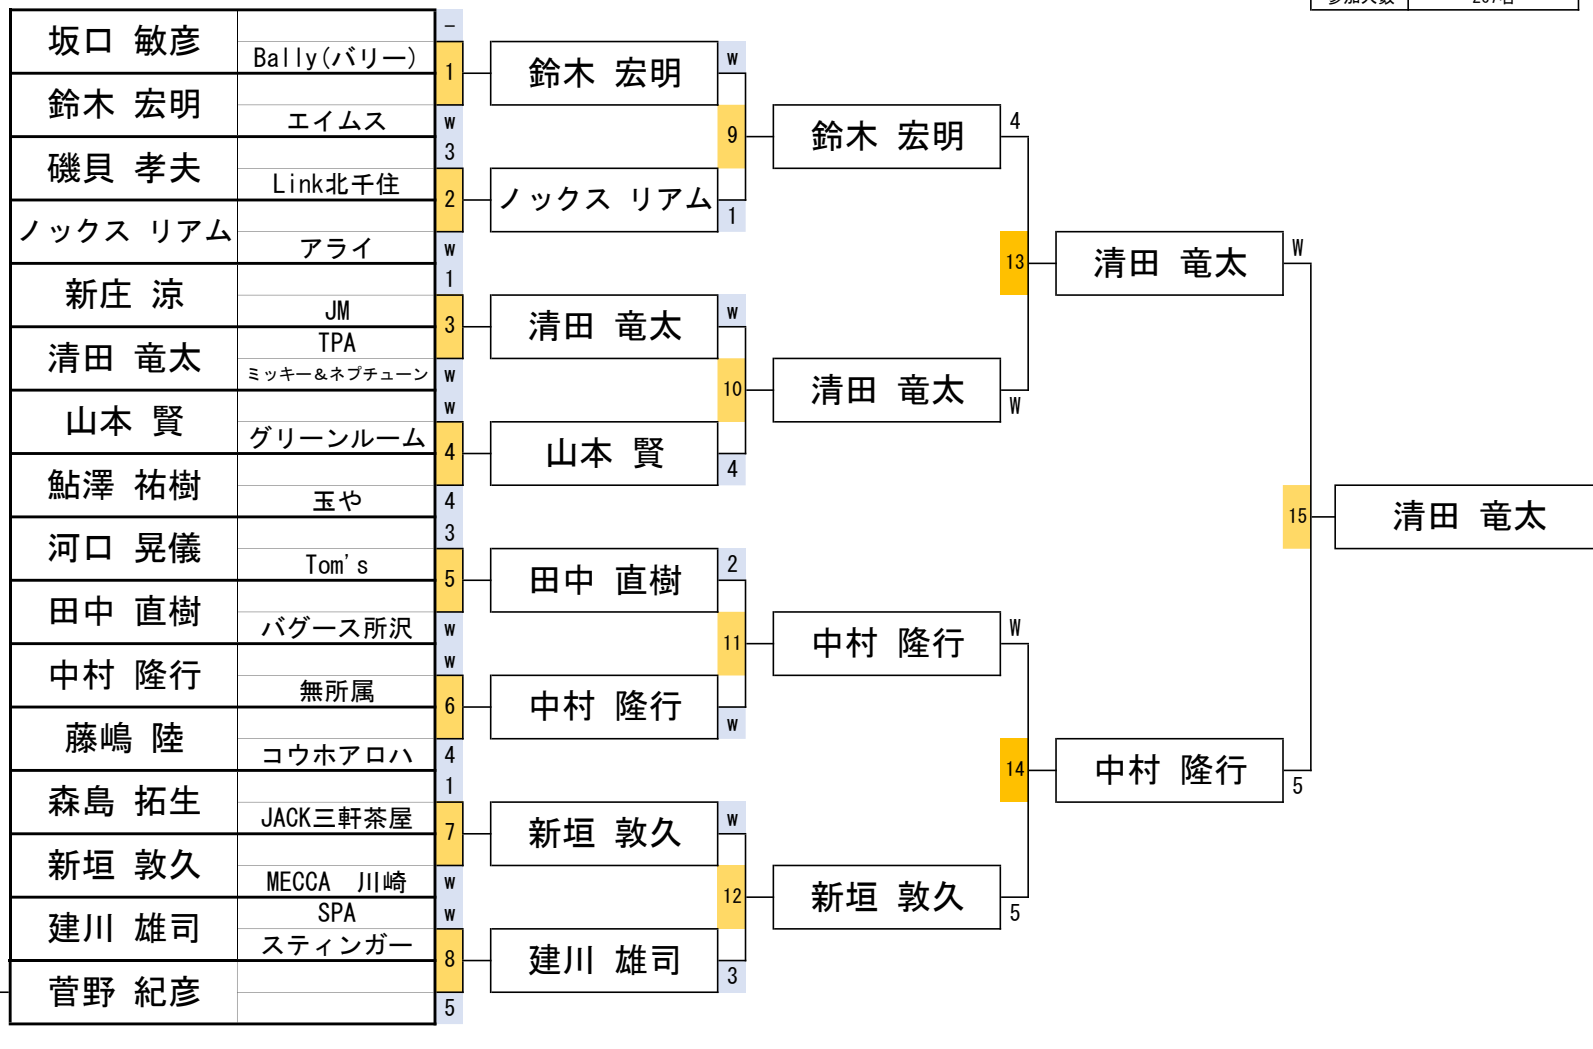 坂口 敏彦
-
Bally(バリー)
1
鈴木 宏明
W
鈴木 宏明
エイムス
W
9
鈴木 宏明
4
磯貝 孝夫
3
Link北千住
2
ノックス リアム
1
ノックス リアム
アライ
W
13
清田 竜太
W
新庄 涼
1
JM
3
清田 竜太
W
清田 竜太
TPA
ミッキー&ネプチューン
W
10
清田 竜太
W
山本 賢
W
グリーンルーム
4
山本 賢
4
鮎澤 祐樹
玉や
4
15
清田 竜太
河口 晃儀
3
Tom's
5
田中 直樹
2
田中 直樹
バグース所沢
W
11
中村 隆行
W
中村 隆行
W
無所属
6
中村 隆行
W
藤嶋 陸
コウホアロハ
4
14
中村 隆行
5
森島 拓生
1
JACK三軒茶屋
7
新垣 敦久
W
新垣 敦久
MECCA 川崎
W
12
新垣 敦久
5
建川 雄司
SPA
W
スティンガー
8
建川 雄司
3
菅野 紀彦
5